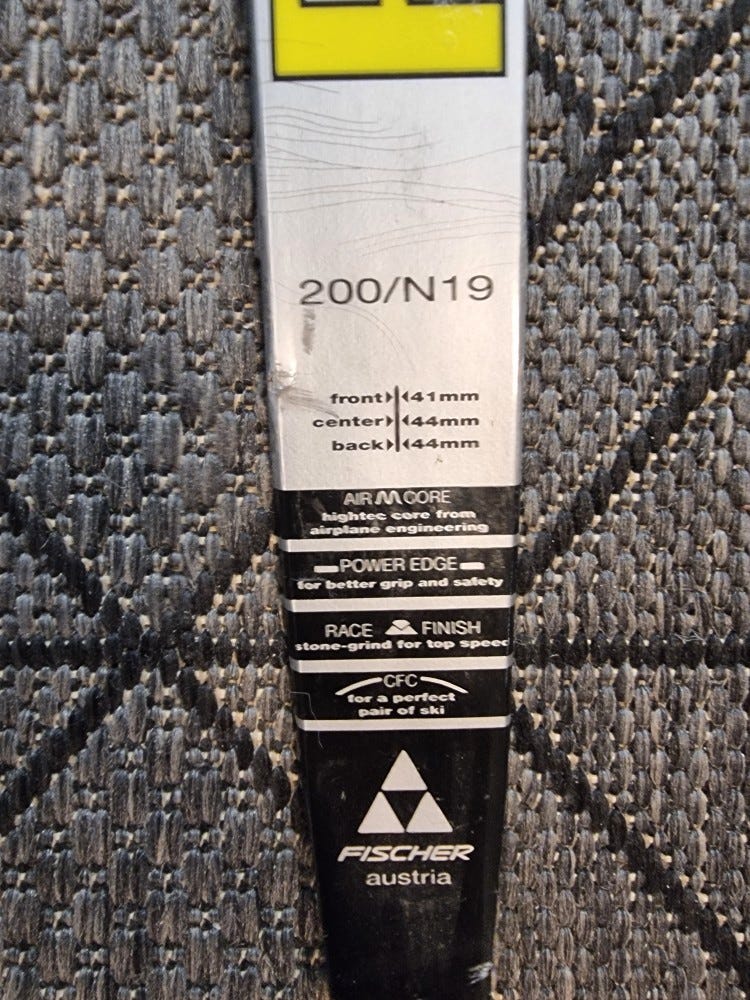 200/N19
front 41mm
center 44mm
back 44mm
AIR CORE
hightec core from
airplane engineering
POWER EDGE
for better grip and safety
RACE FINISH
stone-grind for top speed
CFC
for a perfect
pair of ski
FISCHER
austria